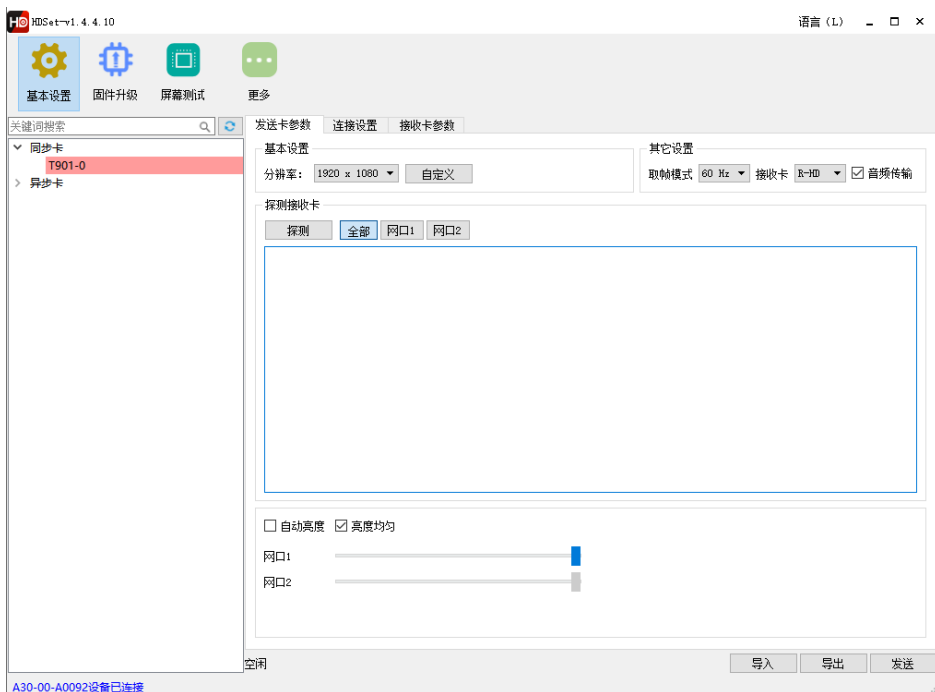 HD HDSet-v1.4.4.10 语言(L)
基本设置 固件升级 屏幕测试 更多
关键词搜索
同步卡
T901-0
异步卡
发送卡参数 连接设置 接收卡参数
基本设置 其它设置
分辨率： 1920 x 1080 自定义 取帧模式 60 Hz 接收卡 R-HD 音频传输
探测接收卡
探测 全部 网口1 网口2
自动亮度 亮度均匀
网口1
网口2
空闲 导入 导出 发送
A30-00-A0092设备已连接